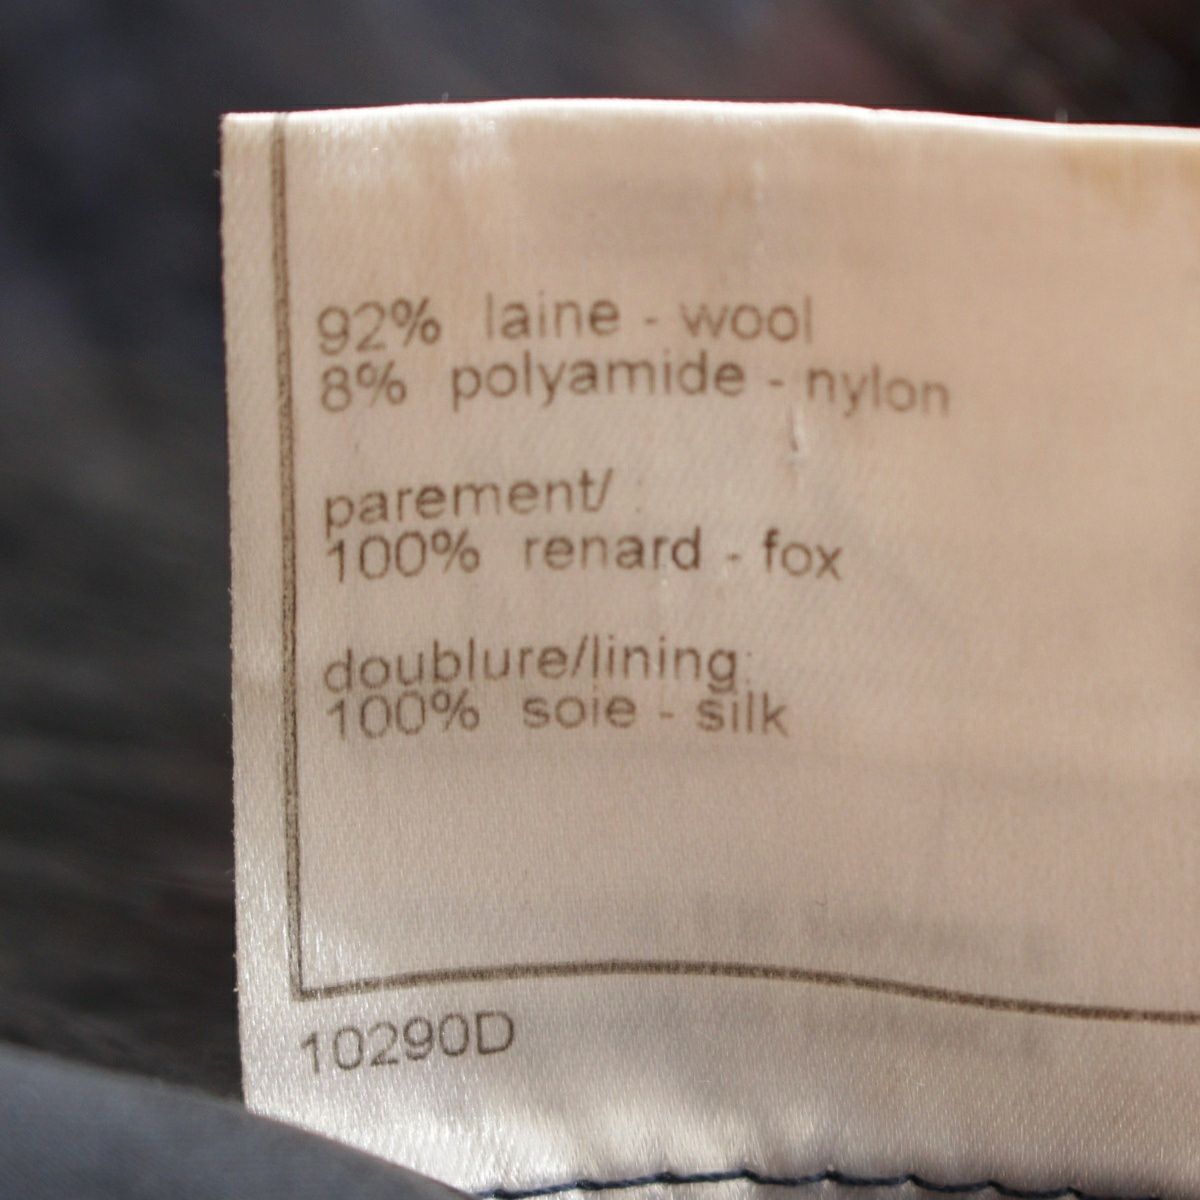 92% laine - wool
8% polyamide - nylon
parement/
100% renard - fox
doublure/lining:
100% soie - silk
10290D